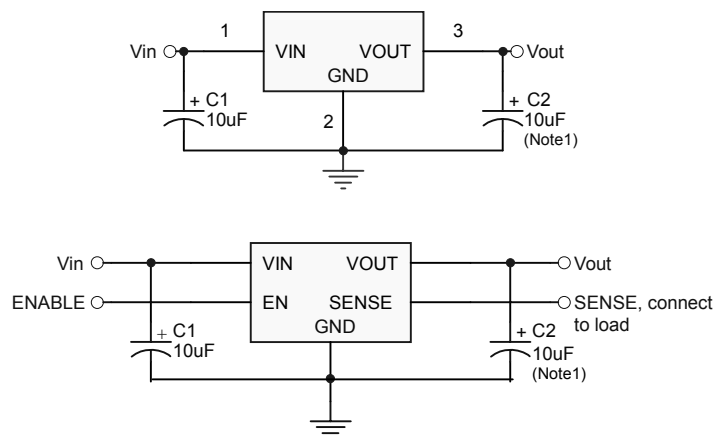 1 3
Vin VIN VOUT Vout
GND
+ C1
10uF
2
+ C2
10uF
(Note1)
Vin VIN VOUT Vout
ENABLE EN SENSE SENSE, connect
to load
GND
+ C1
10uF
+ C2
10uF
(Note1)